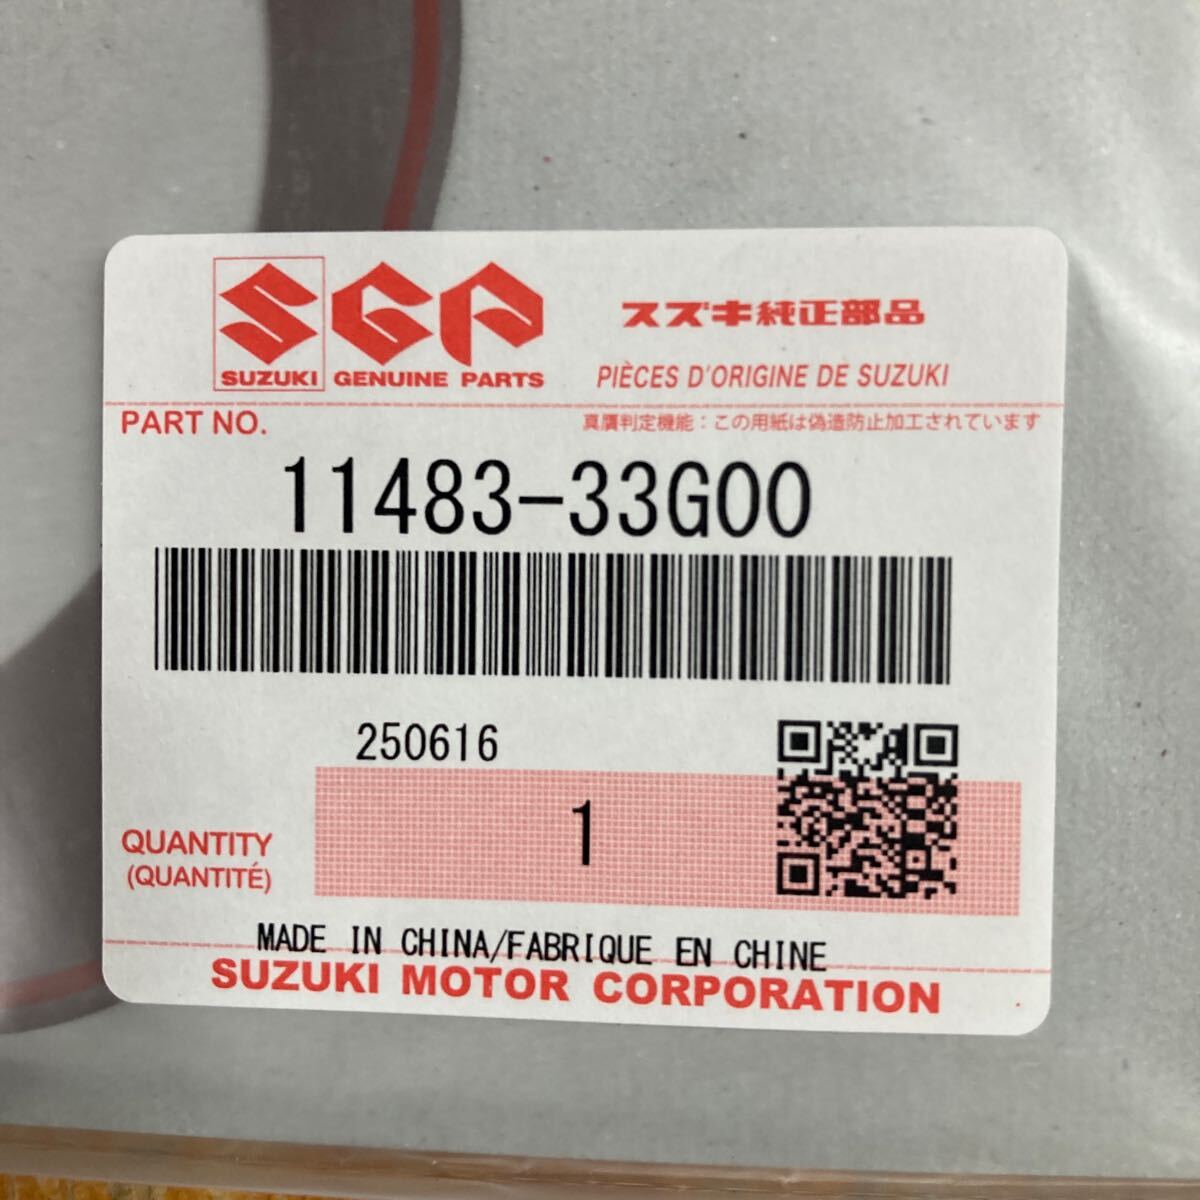 SGP
スズキ純正部品
SUZUKI GENUINE PARTS
PIÈCES D'ORIGINE DE SUZUKI
PART NO.
真贋判定機能：この用紙は偽造防止加工されています
11483-33G00
250616
1
QUANTITY
(QUANTITÉ)
MADE IN CHINA/FABRIQUE EN CHINE
SUZUKI MOTOR CORPORATION